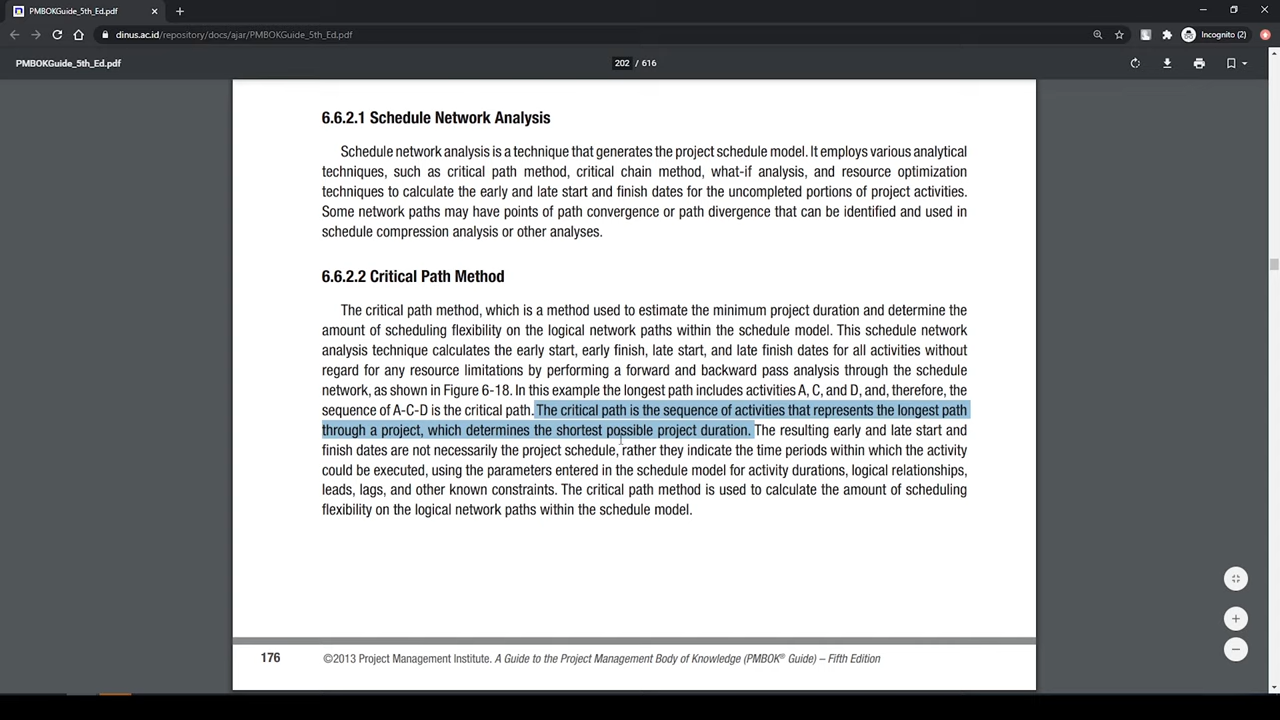 PMBOKGuide_5th_Ed.pdf
dinus.ac.id/repository/docs/ajar/PMBOKGuide_5th_Ed.pdf
Incognito (2)
PMBOKGuide_5th_Ed.pdf
202 / 616
6.6.2.1 Schedule Network Analysis
Schedule network analysis is a technique that generates the project schedule model. It employs various analytical
techniques, such as critical path method, critical chain method, what-if analysis, and resource optimization
techniques to calculate the early and late start and finish dates for the uncompleted portions of project activities.
Some network paths may have points of path convergence or path divergence that can be identified and used in
schedule compression analysis or other analyses.
6.6.2.2 Critical Path Method
The critical path method, which is a method used to estimate the minimum project duration and determine the
amount of scheduling flexibility on the logical network paths within the schedule model. This schedule network
analysis technique calculates the early start, early finish, late start, and late finish dates for all activities without
regard for any resource limitations by performing a forward and backward pass analysis through the schedule
network, as shown in Figure 6-18. In this example the longest path includes activities A, C, and D, and, therefore, the
sequence of A-C-D is the critical path. The critical path is the sequence of activities that represents the longest path
through a project, which determines the shortest possible project duration. The resulting early and late start and
finish dates are not necessarily the project schedule, rather they indicate the time periods within which the activity
could be executed, using the parameters entered in the schedule model for activity durations, logical relationships,
leads, lags, and other known constraints. The critical path method is used to calculate the amount of scheduling
flexibility on the logical network paths within the schedule model.
176 ©2013 Project Management Institute. A Guide to the Project Management Body of Knowledge (PMBOK® Guide) – Fifth Edition